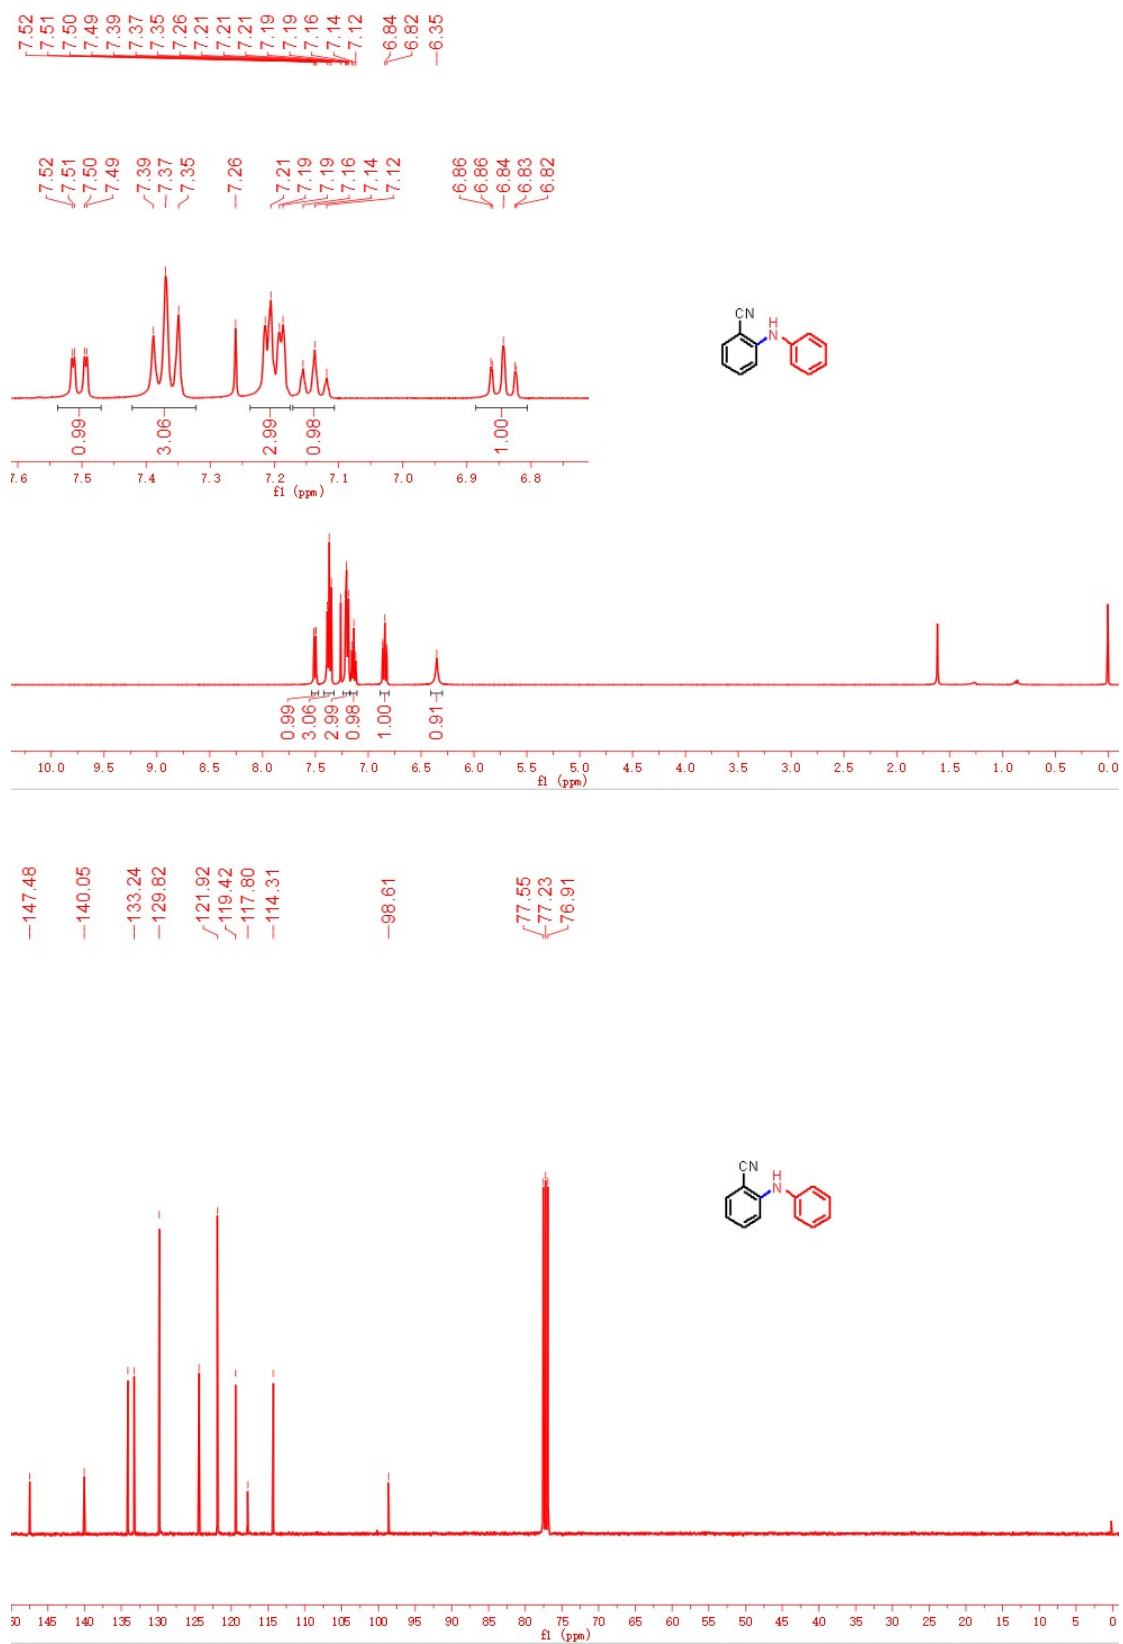 7.52 7.51 7.50 7.49 7.39 7.37 7.35 7.26 7.21 7.21 7.21 7.19 7.19 7.16 7.14 7.12 6.84 6.82 6.35
7.52 7.51 7.50 7.49 7.39 7.37 7.35 7.26 7.21 7.19 7.19 7.16 7.14 7.12 6.86 6.86 6.84 6.83 6.82
CN
H
N
0.99 3.06 2.99 0.98 1.00
7.6 7.5 7.4 7.3 7.2 7.1 7.0 6.9 6.8
f1 (ppm)
0.99 3.06 2.99 0.98 1.00 0.91
10.0 9.5 9.0 8.5 8.0 7.5 7.0 6.5 6.0 5.5 5.0 4.5 4.0 3.5 3.0 2.5 2.0 1.5 1.0 0.5 0.0
f1 (ppm)
147.48 140.05 133.24 129.82 121.92 119.42 117.80 114.31 98.61 77.55 77.23 76.91
CN
H
N
145 140 135 130 125 120 115 110 105 100 95 90 85 80 75 70 65 60 55 50 45 40 35 30 25 20 15 10 5 0
f1 (ppm)